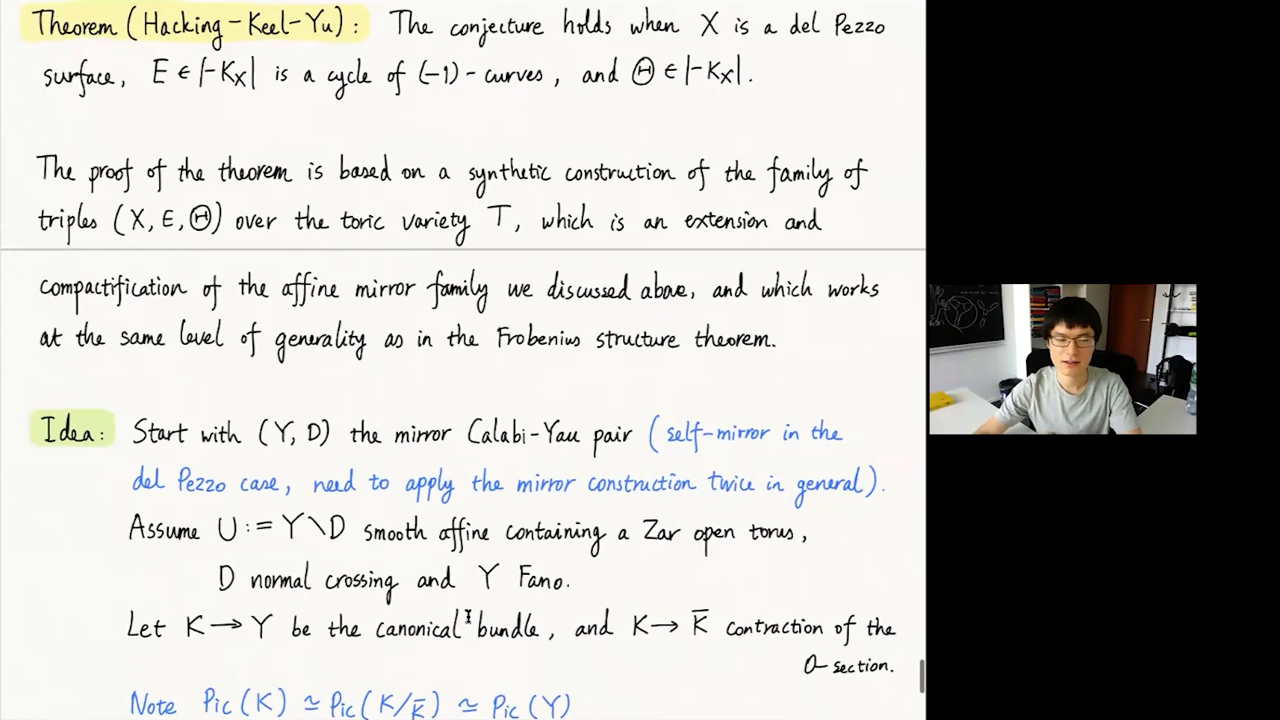 Theorem (Hacking-Keel-Yu): The conjecture holds when X is a del Pezzo
surface, E ∈ |-K_X| is a cycle of (-1)-curves, and Θ ∈ |-K_X|.
The proof of the theorem is based on a synthetic construction of the family of
triples (X, E, Θ) over the toric variety T, which is an extension and
compactification of the affine mirror family we discussed above, and which works
at the same level of generality as in the Frobenius structure theorem.
Idea: Start with (Y, D) the mirror Calabi-Yau pair (self-mirror in the
del Pezzo case, need to apply the mirror construction twice in general).
Assume U := Y \ D smooth affine containing a Zar open torus,
D normal crossing and Y Fano.
Let K → Y be the canonical bundle, and K → K̅ contraction of the
0-section.
Note Pic(K) ≃ Pic(K/K̅) ≃ Pic(Y)